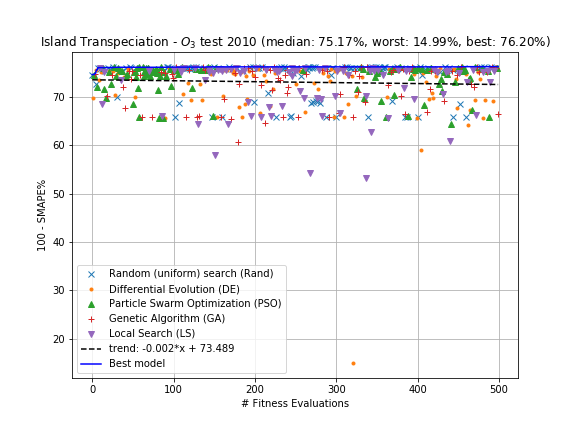 Island Transpeciation - O3 test 2010 (median: 75.17%, worst: 14.99%, best: 76.20%)
100 - SMAPE%
70
60
50
40
30
20
Random (uniform) search (Rand)
Differential Evolution (DE)
Particle Swarm Optimization (PSO)
Genetic Algorithm (GA)
Local Search (LS)
trend: -0.002*x + 73.489
Best model
0 100 200 300 400 500
# Fitness Evaluations